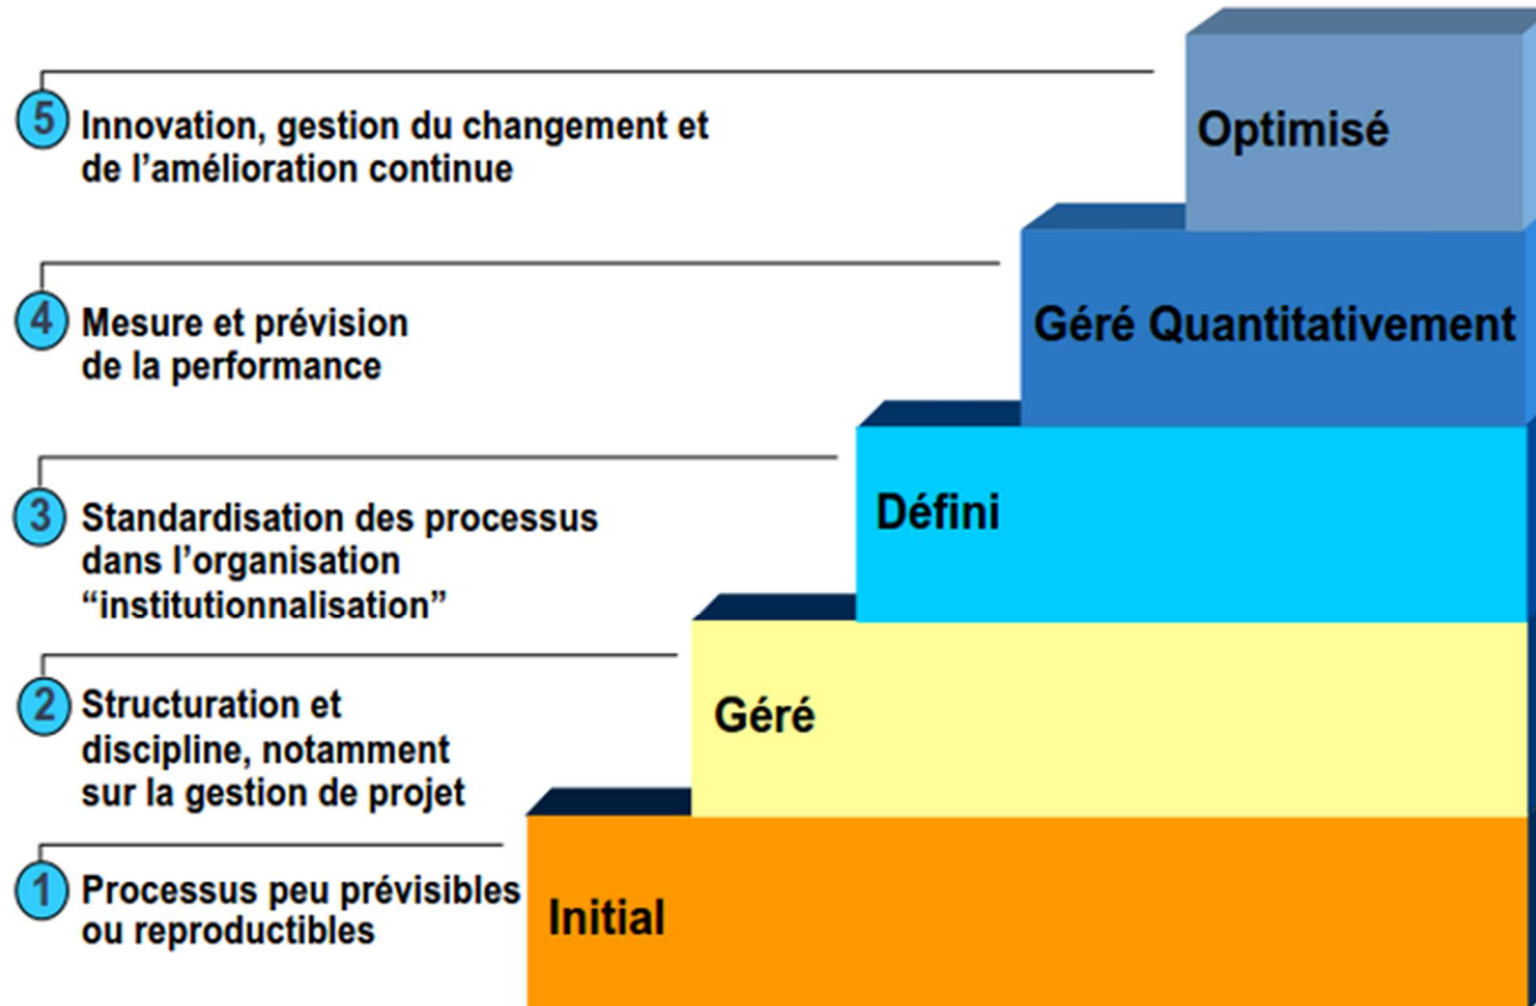 5
Innovation, gestion du changement et
de l’amélioration continue
Optimisé
4
Mesure et prévision
de la performance
Géré Quantitativement
3
Standardisation des processus
dans l’organisation
“institutionnalisation”
Défini
2
Structuration et
discipline, notamment
sur la gestion de projet
Géré
1
Processus peu prévisibles
ou reproductibles
Initial